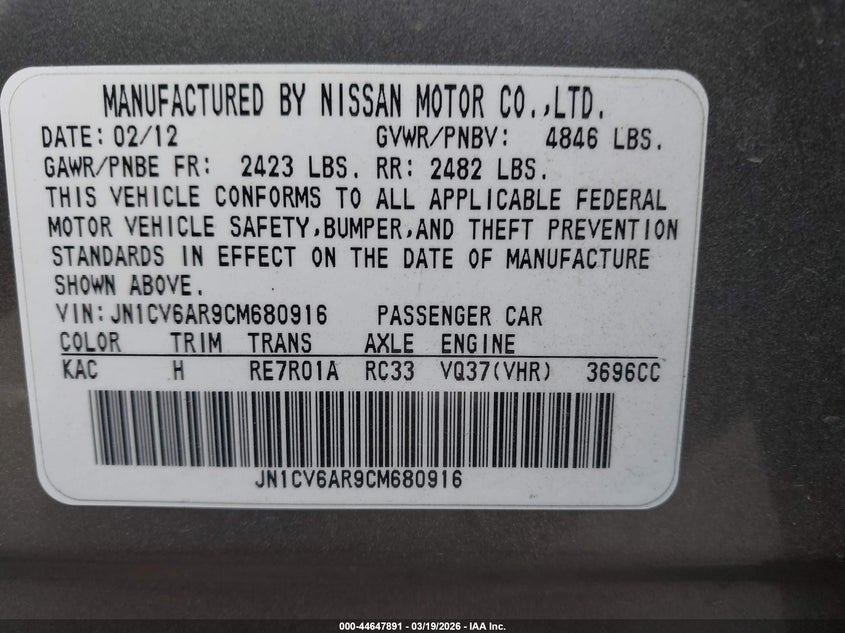 MANUFACTURED BY NISSAN MOTOR CO.,LTD.
DATE: 02/12 GVWR/PNBV: 4846 LBS.
GAWR/PNBE FR: 2423 LBS. RR: 2482 LBS.
THIS VEHICLE CONFORMS TO ALL APPLICABLE FEDERAL
MOTOR VEHICLE SAFETY,BUMPER,AND THEFT PREVENTION
STANDARDS IN EFFECT ON THE DATE OF MANUFACTURE
SHOWN ABOVE.
VIN: JN1CV6AR9CM680916 PASSENGER CAR
COLOR TRIM TRANS AXLE ENGINE
KAC H RE7R01A RC33 VQ37(VHR) 3696CC
JN1CV6AR9CM680916
000-44647891 - 03/19/2026 - IAA Inc.